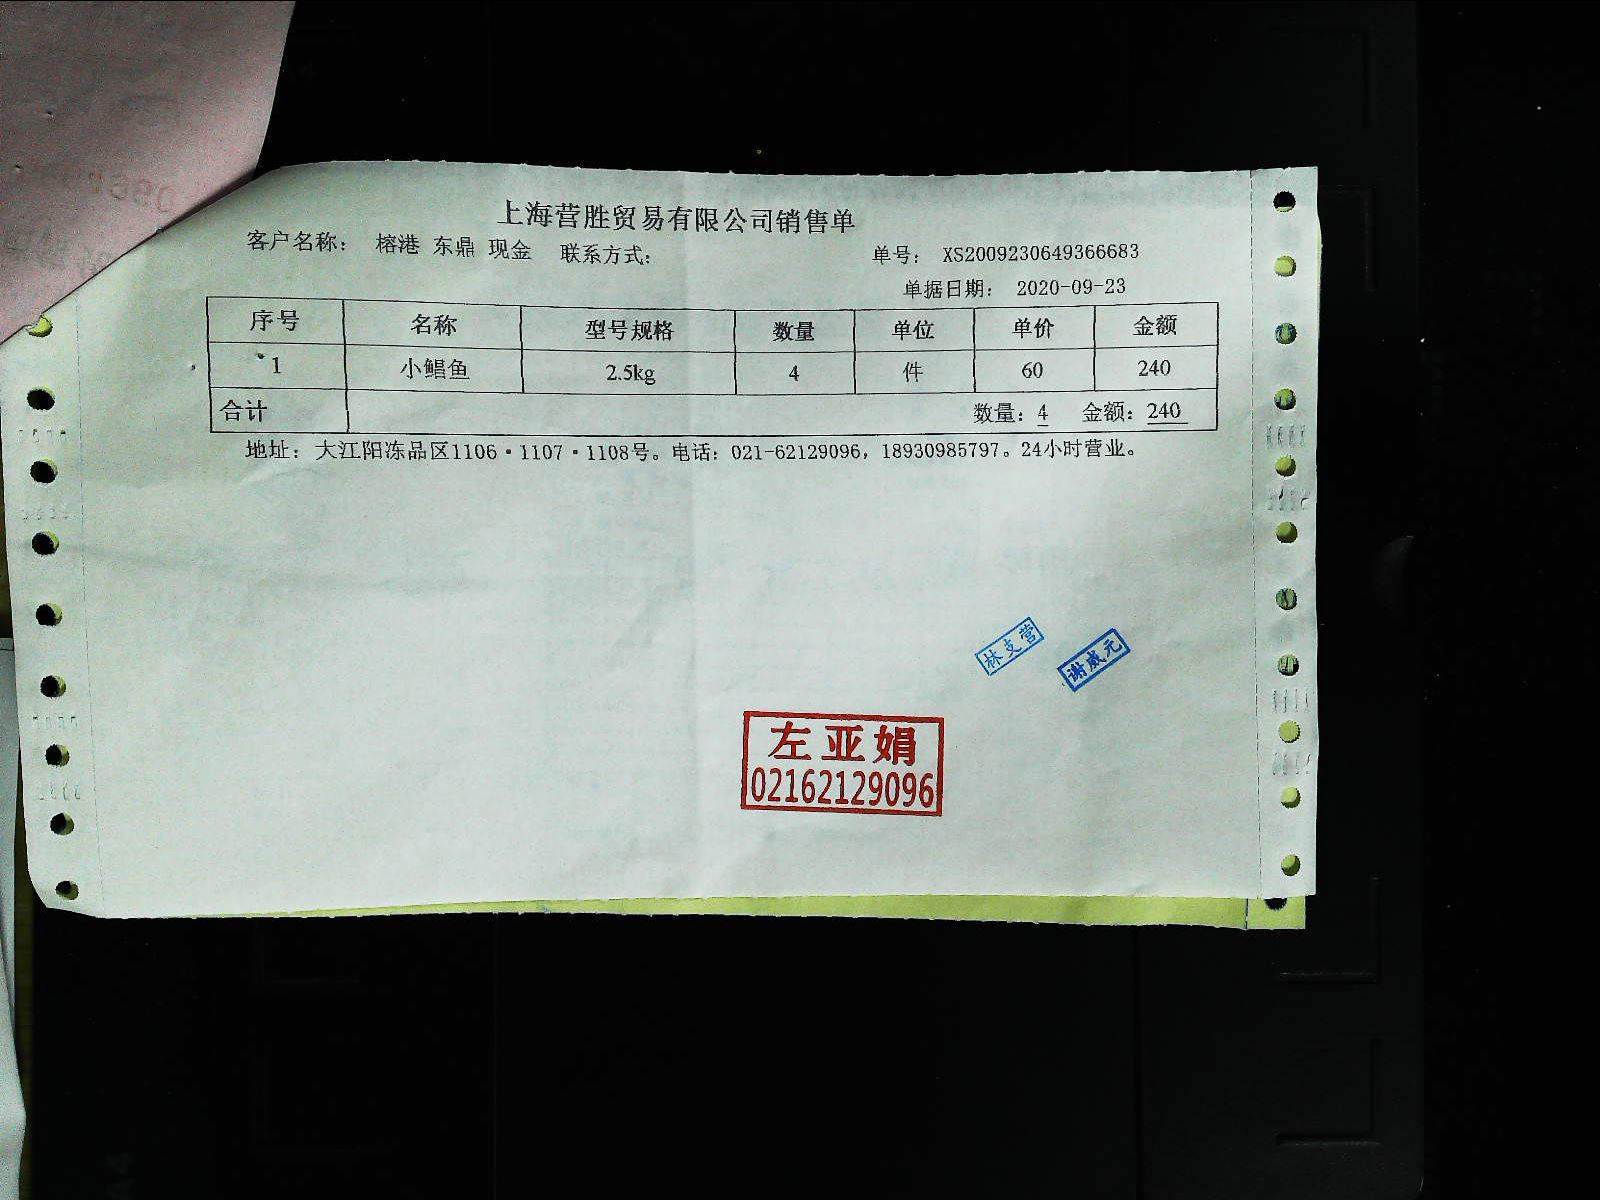 上海营胜贸易有限公司销售单
客户名称： 榕港 东鼎 现金 联系方式： 单号： XS2009230649366683
单据日期： 2020-09-23
序号 名称 型号规格 数量 单位 单价 金额
1 小鲳鱼 2.5kg 4 件 60 240
合计 数量：4 金额：240
地址：大江阳冻品区1106·1107·1108号。电话：021-62129096，18930985797。24小时营业。
林支营
谢威元
左亚娟
02162129096